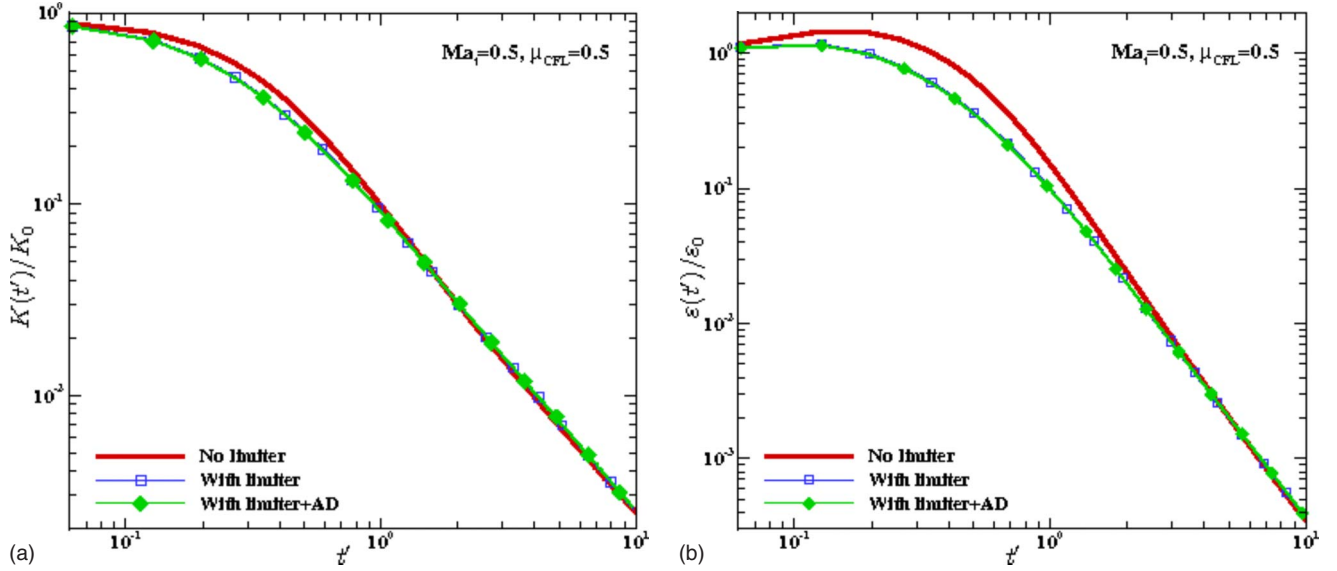 Ma_t=0.5, μ_CFL=0.5
10^0
10^-1
10^-2
K(t')/K_0
No limiter
With limiter
With limiter+AD
10^-1
10^0
10^1
t'
(a)
Ma_t=0.5, μ_CFL=0.5
10^0
10^-1
10^-2
10^-3
ε(t')/ε_0
No limiter
With limiter
With limiter+AD
10^-1
10^0
10^1
t'
(b)